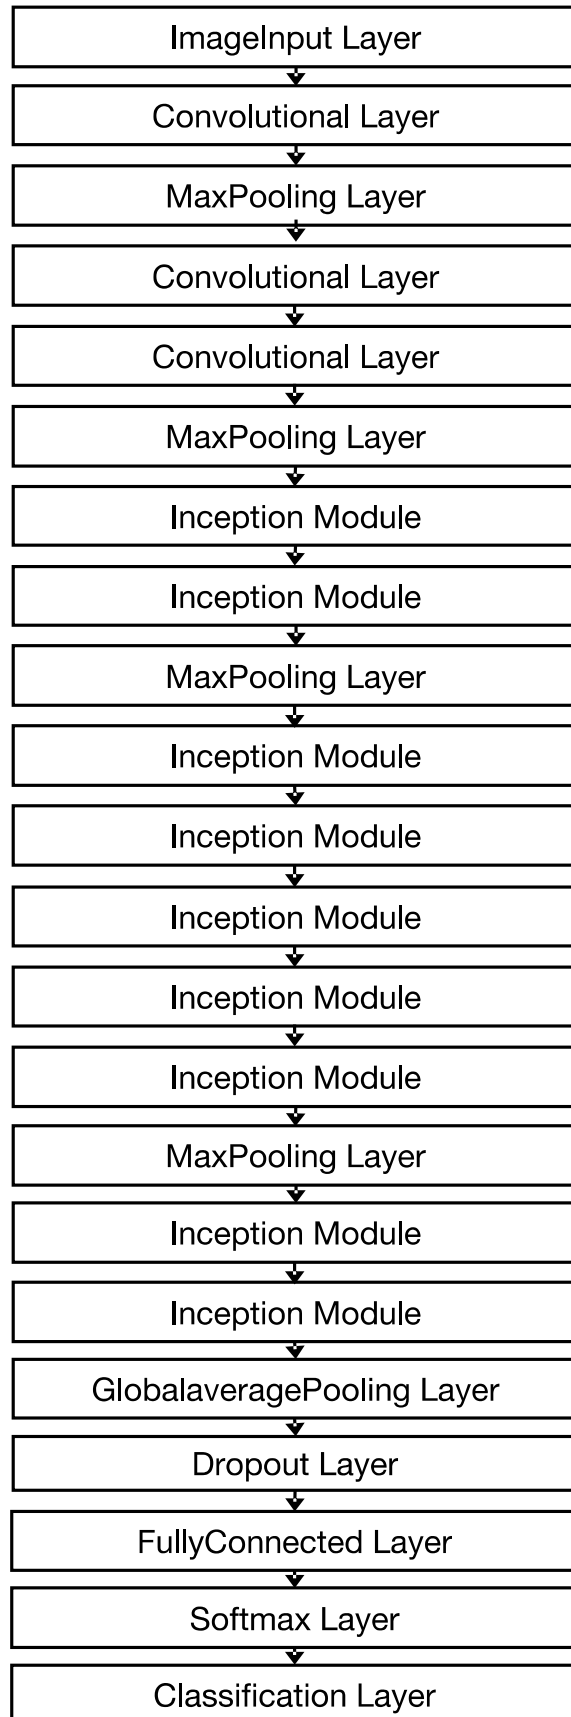 ImageInput Layer
Convolutional Layer
MaxPooling Layer
Convolutional Layer
Convolutional Layer
MaxPooling Layer
Inception Module
Inception Module
MaxPooling Layer
Inception Module
Inception Module
Inception Module
Inception Module
Inception Module
MaxPooling Layer
Inception Module
Inception Module
GlobalaveragePooling Layer
Dropout Layer
FullyConnected Layer
Softmax Layer
Classification Layer